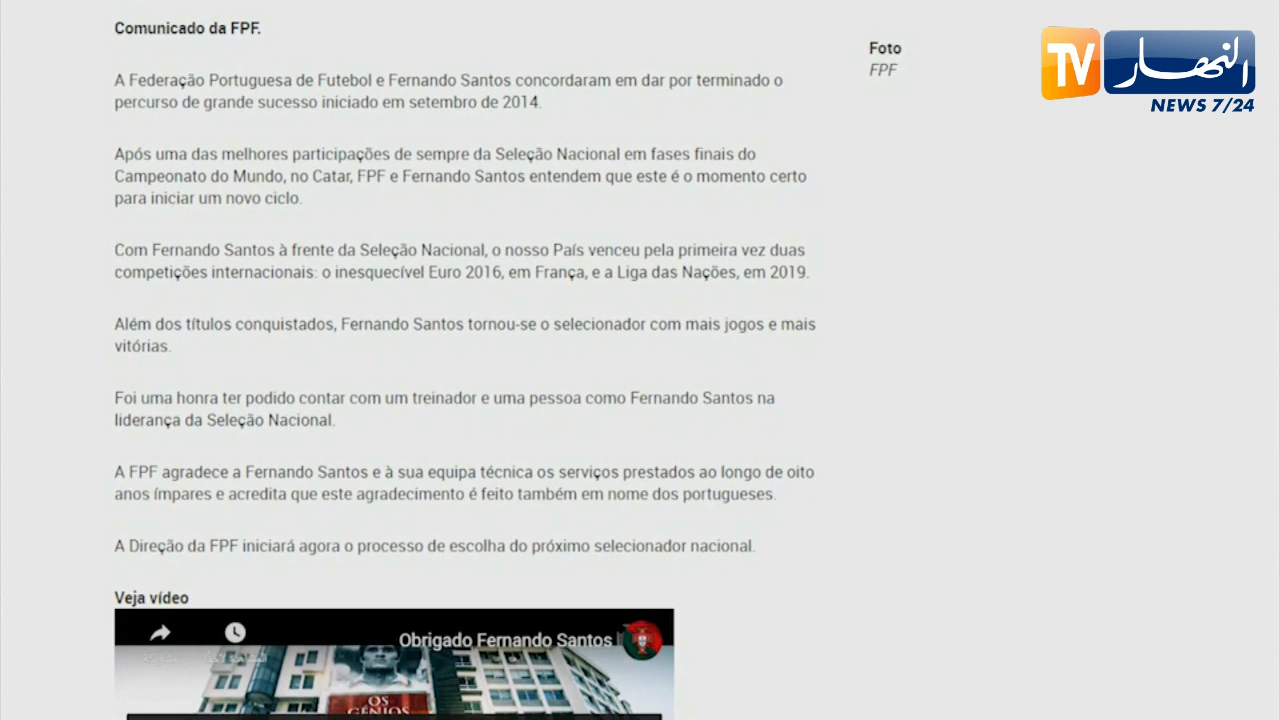 Comunicado da FPF.
A Federação Portuguesa de Futebol e Fernando Santos concordaram em dar por terminado o
percurso de grande sucesso iniciado em setembro de 2014.
Após uma das melhores participações de sempre da Seleção Nacional em fases finais do
Campeonato do Mundo, no Catar, FPF e Fernando Santos entendem que este é o momento certo
para iniciar um novo ciclo.
Com Fernando Santos à frente da Seleção Nacional, o nosso País venceu pela primeira vez duas
competições internacionais: o inesquecível Euro 2016, em França, e a Liga das Nações, em 2019.
Além dos títulos conquistados, Fernando Santos tornou-se o selecionador com mais jogos e mais
vitórias.
Foi uma honra ter podido contar com um treinador e uma pessoa como Fernando Santos na
liderança da Seleção Nacional.
A FPF agradece a Fernando Santos e à sua equipa técnica os serviços prestados ao longo de oito
anos ímpares e acredita que este agradecimento é feito também em nome dos portugueses.
A Direção da FPF iniciará agora o processo de escolha do próximo selecionador nacional.
Veja vídeo
Obrigado Fernando Santos
OS
GÉNIOS
Foto
FPF
TV
النهار
NEWS 7/24